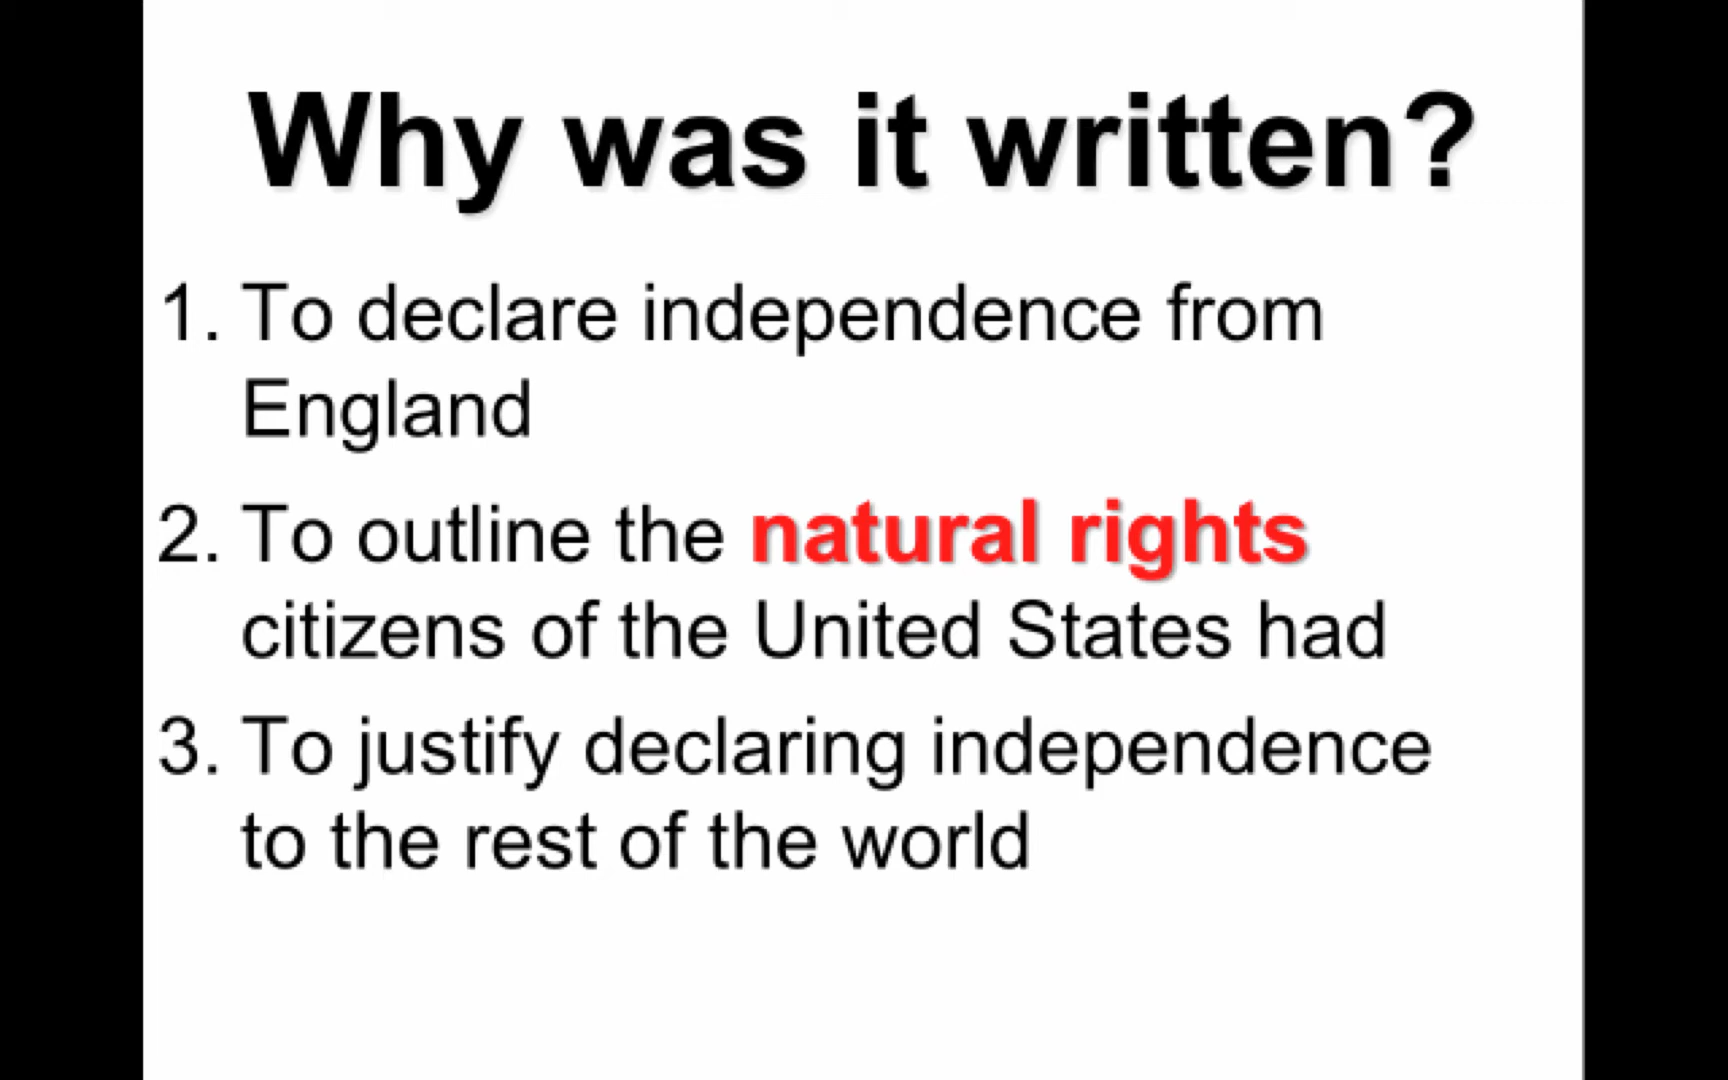 Why was it written?
1. To declare independence from
England
2. To outline the natural rights
citizens of the United States had
3. To justify declaring independence
to the rest of the world